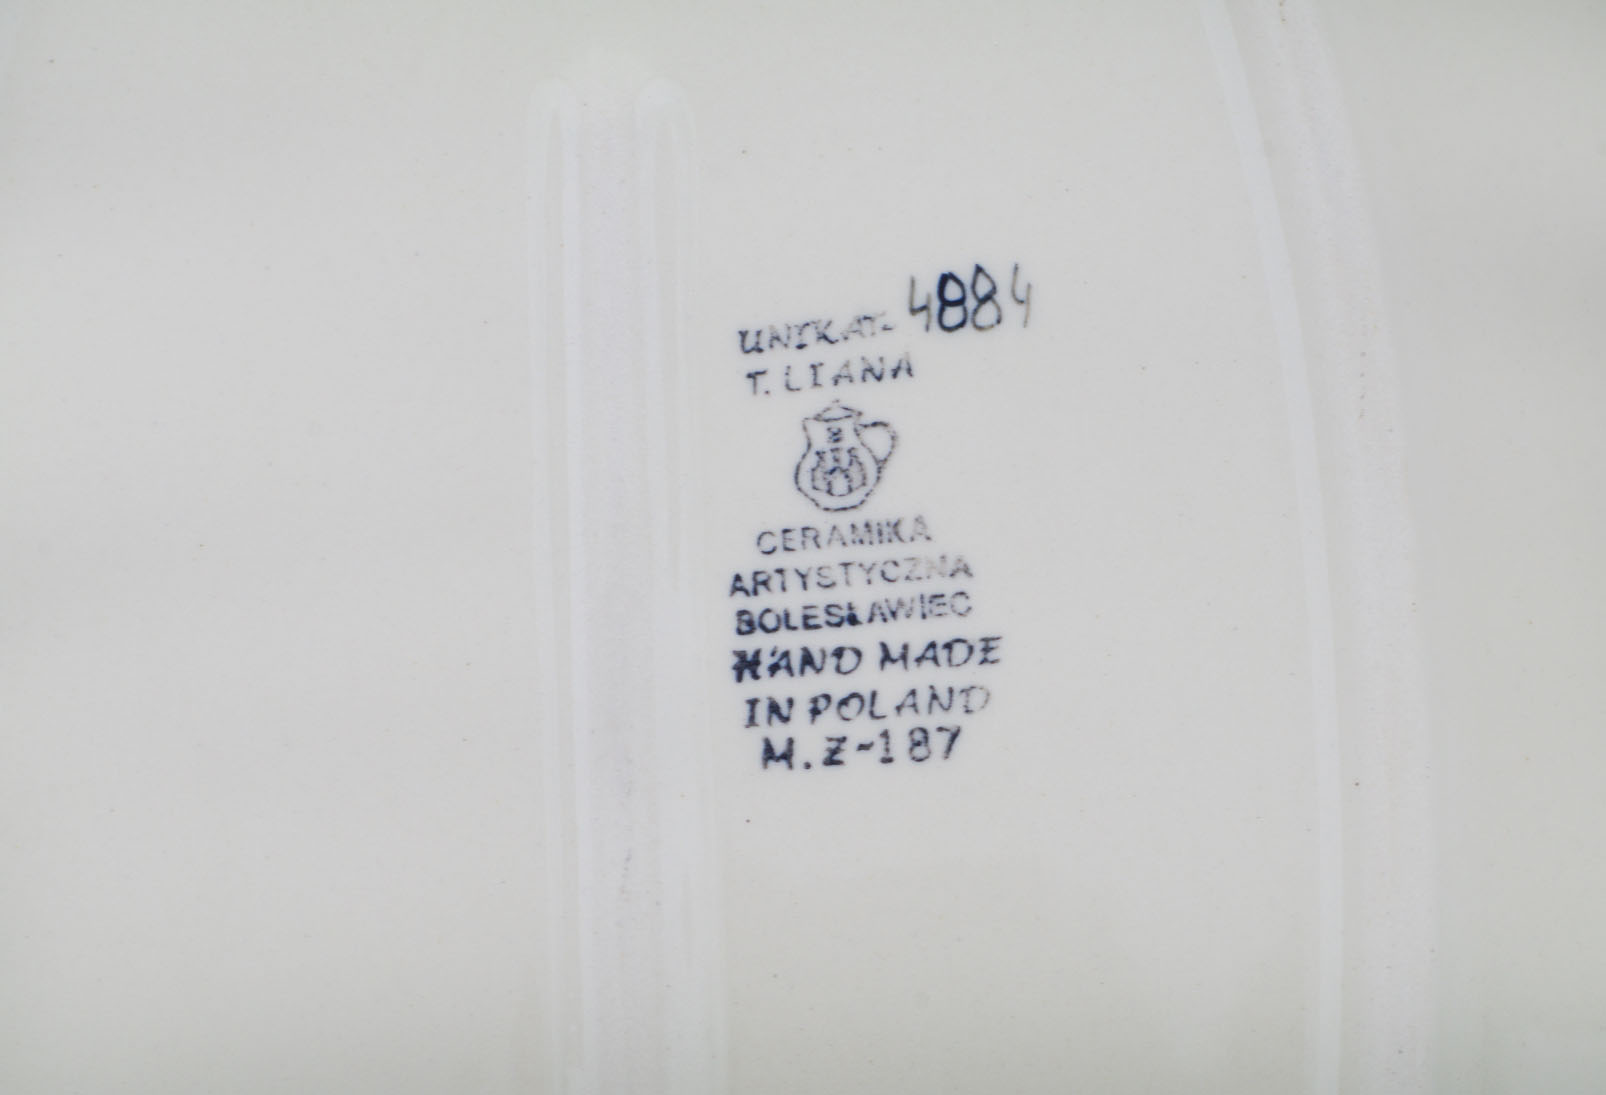 UNIKAT- 4884
T. LIANA
CERAMIKA
ARTYSTYCZNA
BOLESŁAWIEC
HAND MADE
IN POLAND
M.Z-187